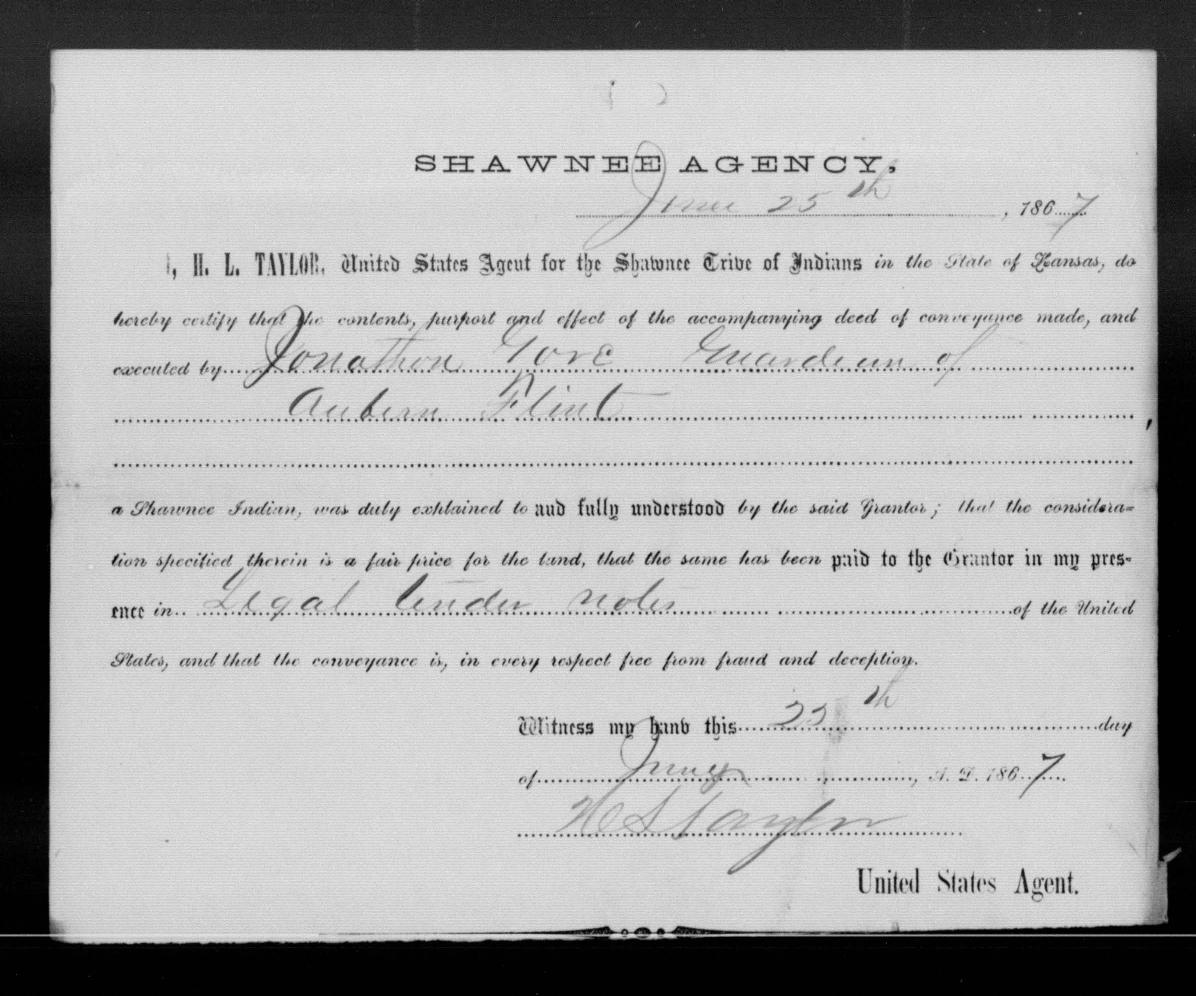 SHAWNEE AGENCY,
June 25th, 1867
I, H. L. TAYLOR, United States Agent for the Shawnee Tribe of Indians in the State of Kansas, do
hereby certify that the contents, purport and effect of the accompanying deed of conveyance made, and
executed by Jonathon Gore Guardian of
Auburn Flint
a Shawnee Indian, was duly explained to and fully understood by the said Grantor; that the considera=
tion specified therein is a fair price for the land, that the same has been paid to the Grantor in my pres-
ence in Legal tender notes of the United
States, and that the conveyance is, in every respect free from fraud and deception.
Witness my hand this 25th day
of June, A. D. 1867
H L Taylor
United States Agent.